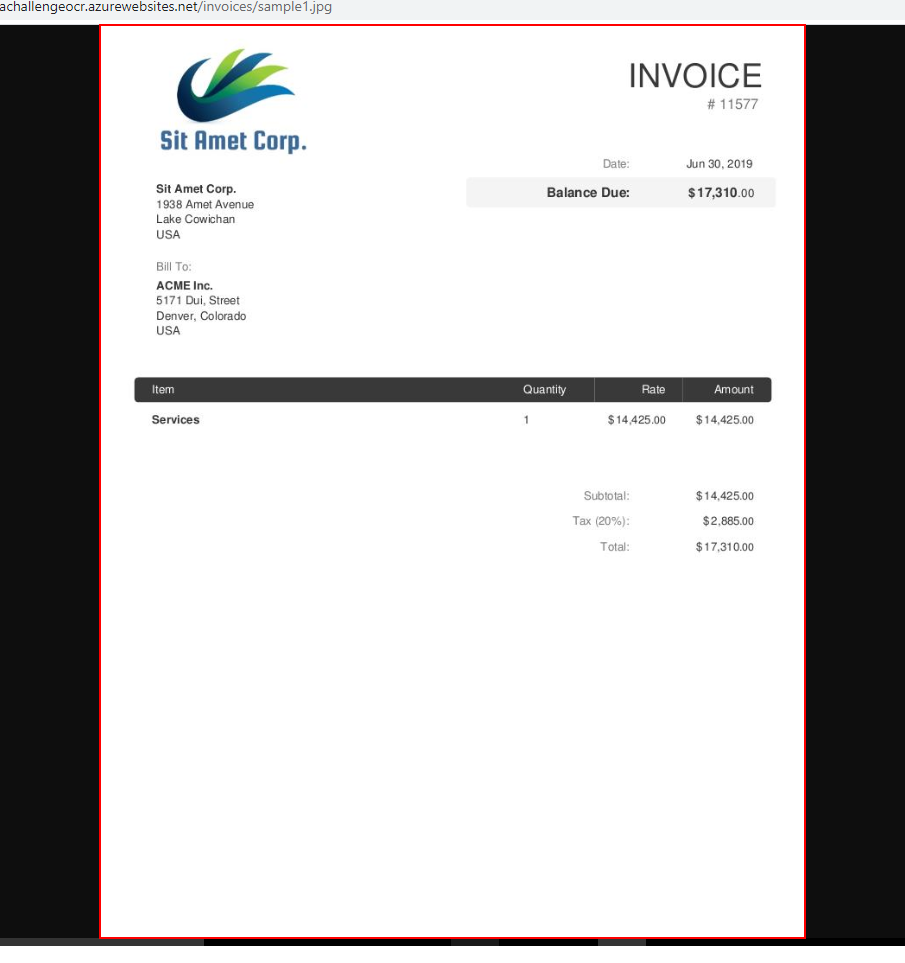 achallengeocr.azurewebsites.net/invoices/sample1.jpg
INVOICE
# 11577
Sit Amet Corp.
Date: Jun 30, 2019
Balance Due: $17,310.00
Sit Amet Corp.
1938 Amet Avenue
Lake Cowichan
USA
Bill To:
ACME Inc.
5171 Dui, Street
Denver, Colorado
USA
Item Quantity Rate Amount
Services 1 $14,425.00 $14,425.00
Subtotal: $14,425.00
Tax (20%): $2,885.00
Total: $17,310.00